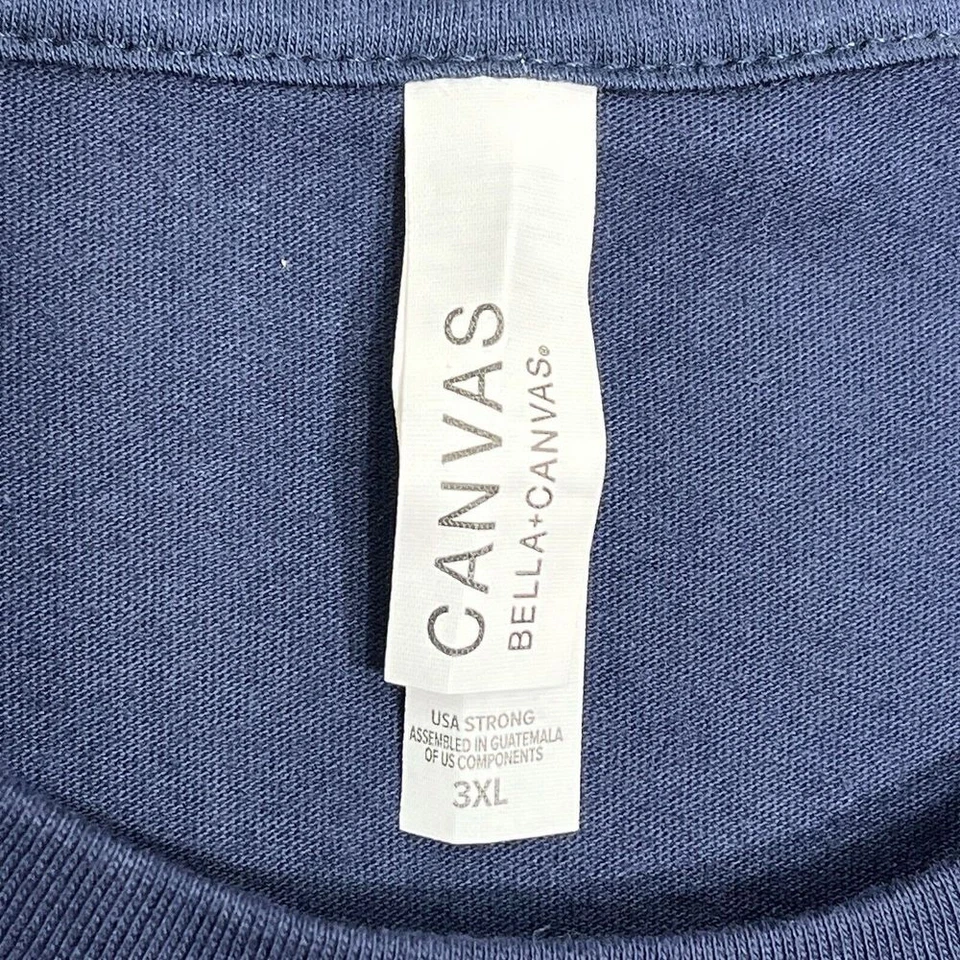 CANVAS
BELLA+CANVAS®
USA STRONG
ASSEMBLED IN GUATEMALA
OF US COMPONENTS
3XL